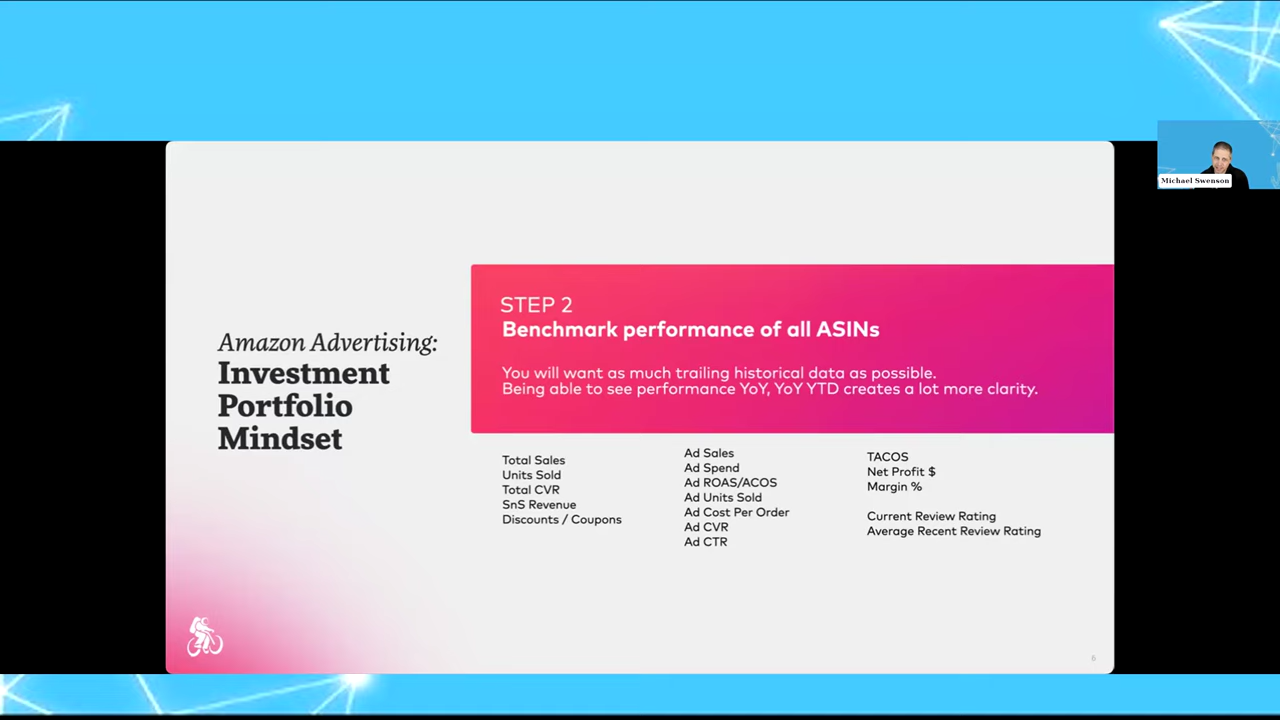 Michael Swenson
Amazon Advertising:
Investment
Portfolio
Mindset
STEP 2
Benchmark performance of all ASINs
You will want as much trailing historical data as possible.
Being able to see performance YoY, YoY YTD creates a lot more clarity.
Total Sales
Units Sold
Total CVR
SnS Revenue
Discounts / Coupons
Ad Sales
Ad Spend
Ad ROAS/ACOS
Ad Units Sold
Ad Cost Per Order
Ad CVR
Ad CTR
TACOS
Net Profit $
Margin %
Current Review Rating
Average Recent Review Rating
6